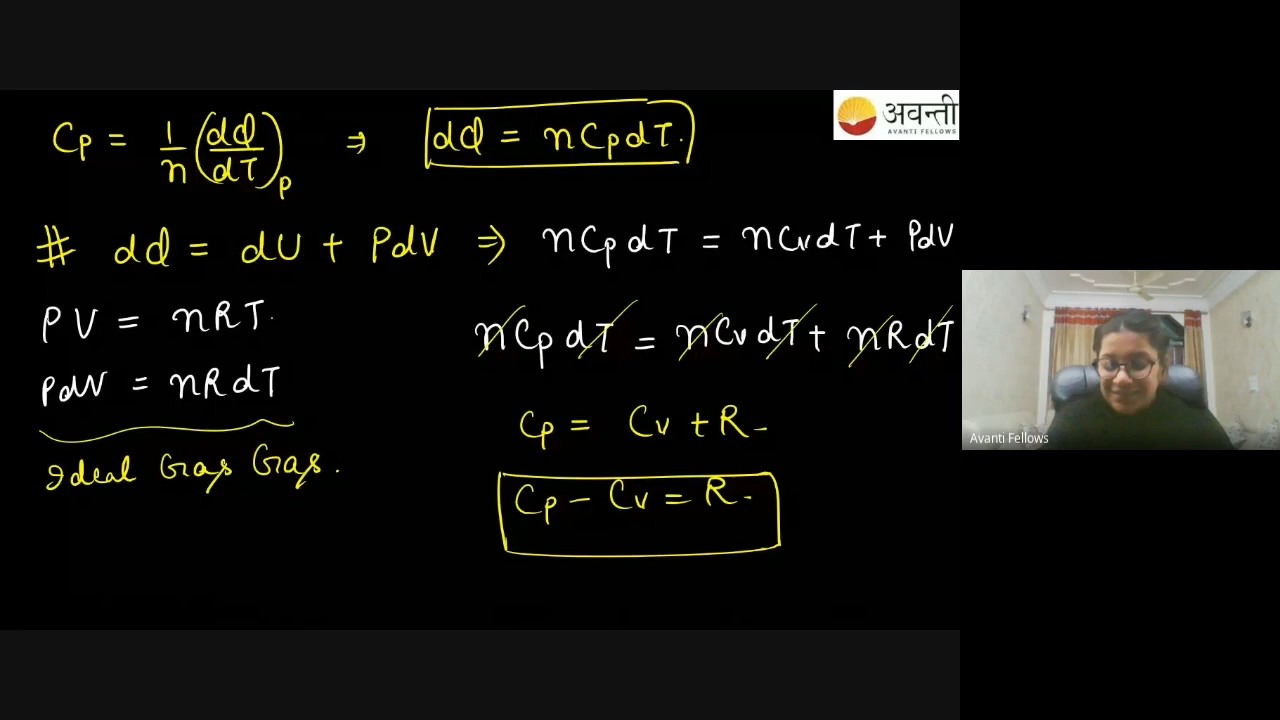 Cp = 1/n (dQ/dT)p ⇒ dQ = nCpdT.
अवन्ती
AVANTI FELLOWS
# dQ = dU + PdV ⇒ nCpdT = nCvdT + PdV
PV = nRT.
nCpdT = nCvdT + nRdT
PdV = nRdT
Cp = Cv + R
Ideal Gas Gas.
Cp - Cv = R.
Avanti Fellows